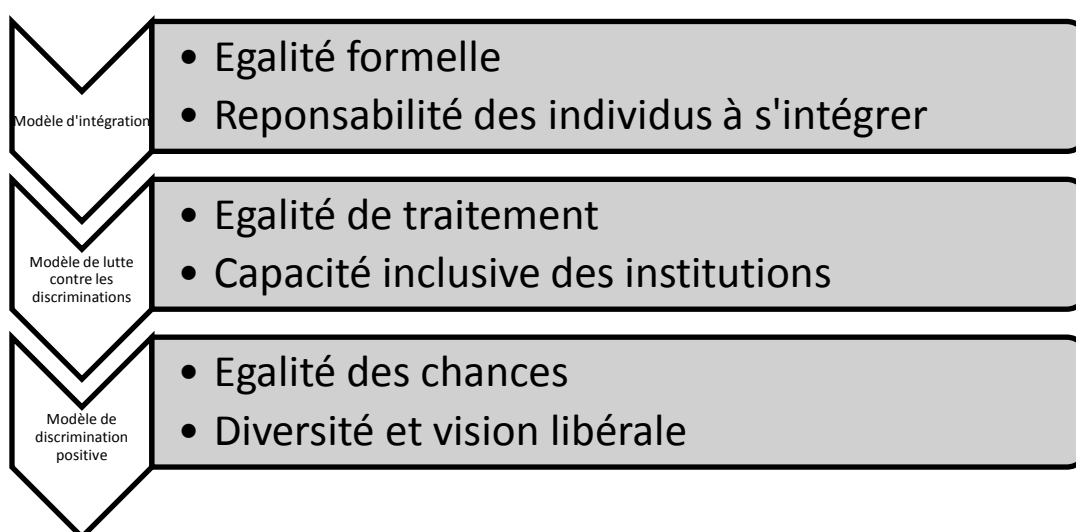 Modèle d'intégration
• Egalité formelle
• Reponsabilité des individus à s'intégrer
Modèle de lutte
contre les
discriminations
• Egalité de traitement
• Capacité inclusive des institutions
Modèle de
discrimination
positive
• Egalité des chances
• Diversité et vision libérale